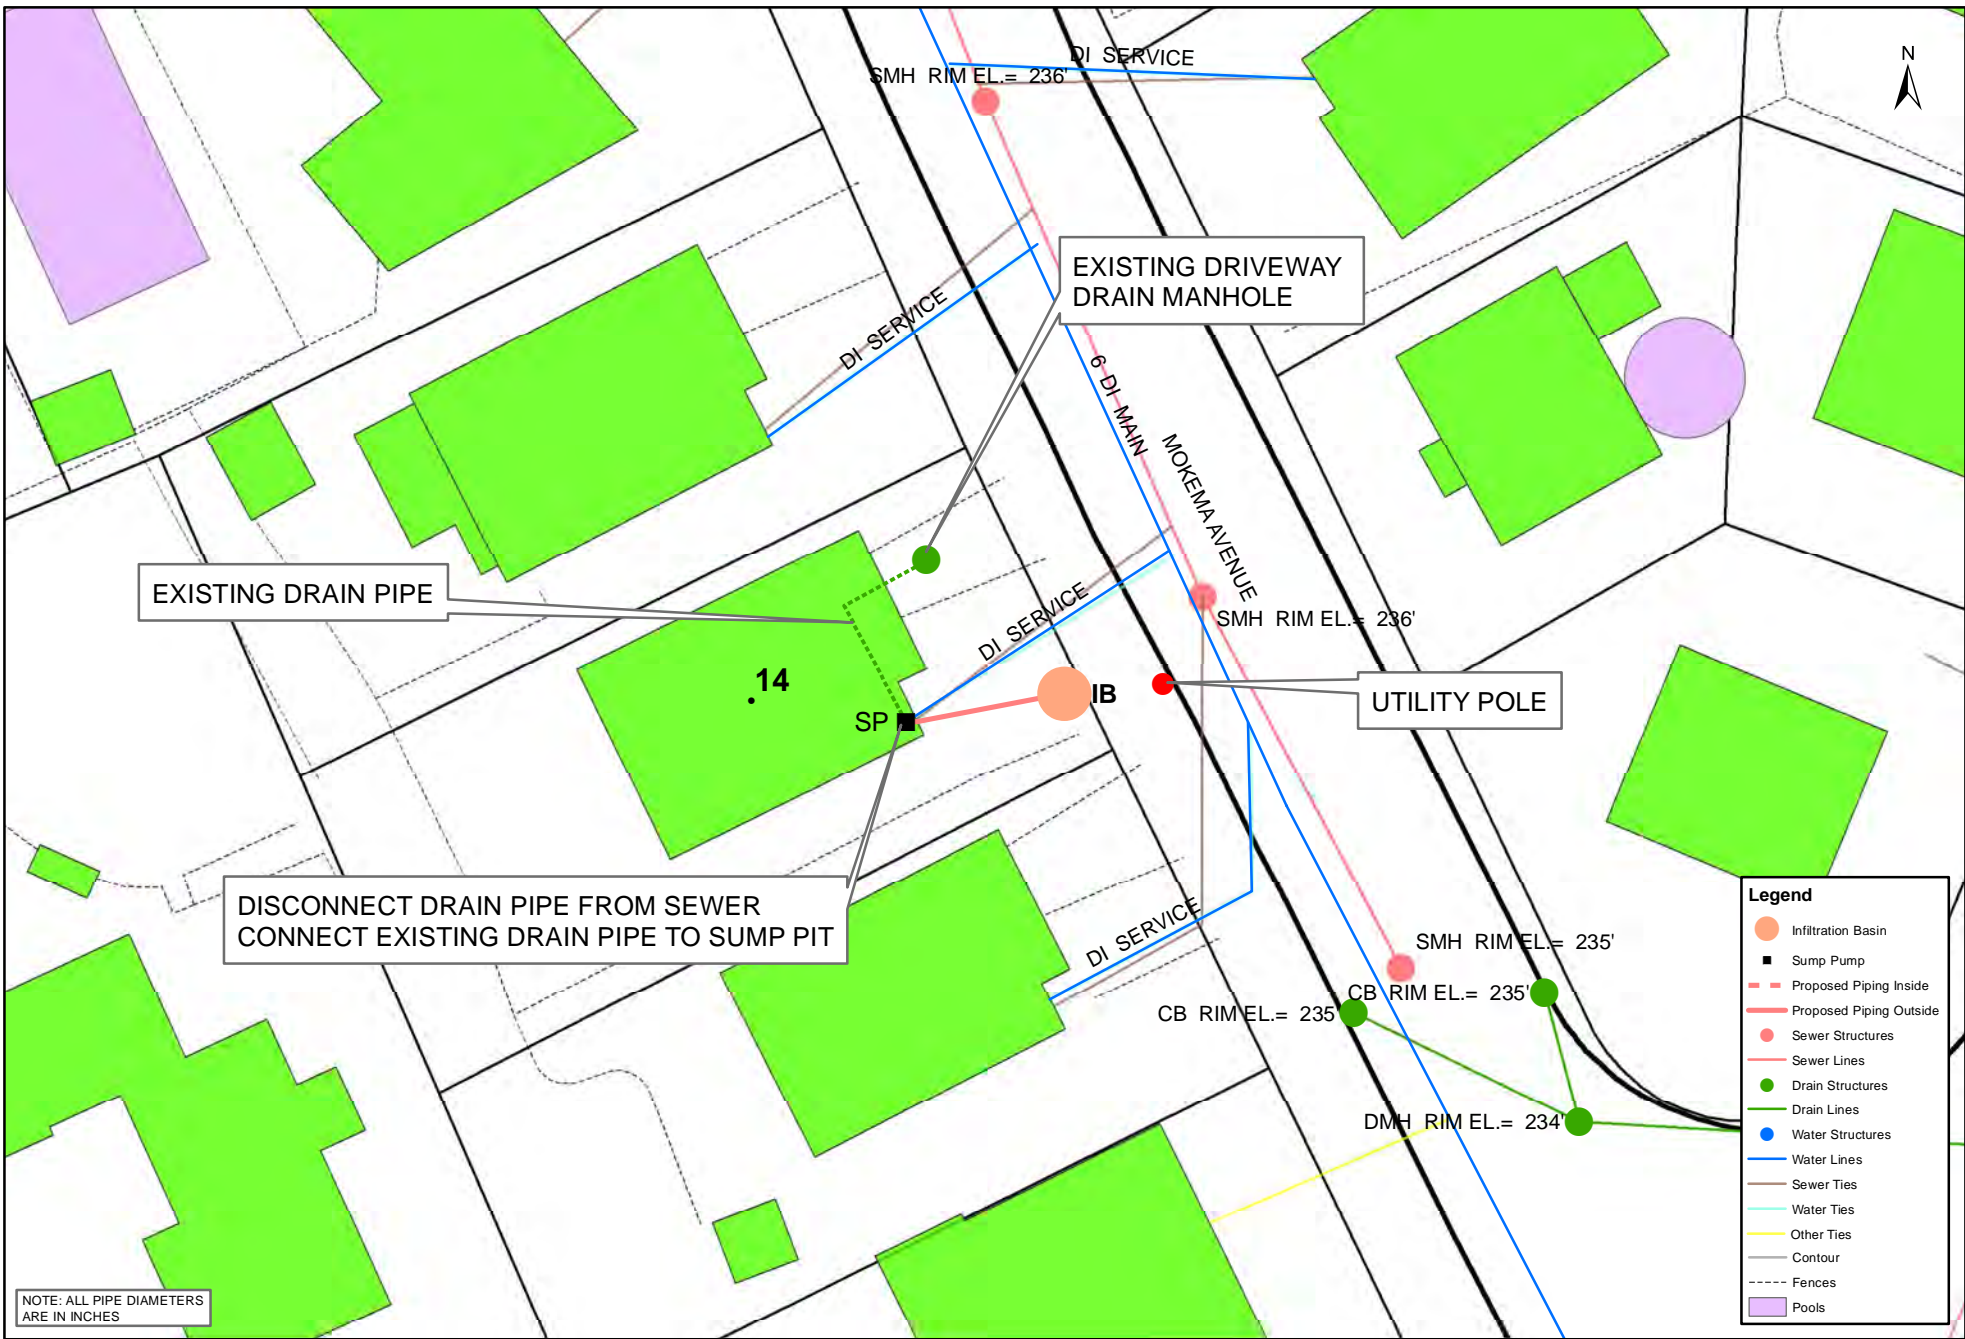 DI SERVICE
SMH RIM EL.= 236'
N
EXISTING DRIVEWAY
DRAIN MANHOLE
DI SERVICE
6 DI MAIN
MOKEMA AVENUE
EXISTING DRAIN PIPE
DI SERVICE
SMH RIM EL.= 236'
14
IB
UTILITY POLE
SP
DISCONNECT DRAIN PIPE FROM SEWER
CONNECT EXISTING DRAIN PIPE TO SUMP PIT
DI SERVICE
SMH RIM EL.= 235'
CB RIM EL.= 235'
CB RIM EL.= 235'
DMH RIM EL.= 234'
Legend
Infiltration Basin
Sump Pump
Proposed Piping Inside
Proposed Piping Outside
Sewer Structures
Sewer Lines
Drain Structures
Drain Lines
Water Structures
Water Lines
Sewer Ties
Water Ties
Other Ties
Contour
Fences
Pools
NOTE: ALL PIPE DIAMETERS
ARE IN INCHES